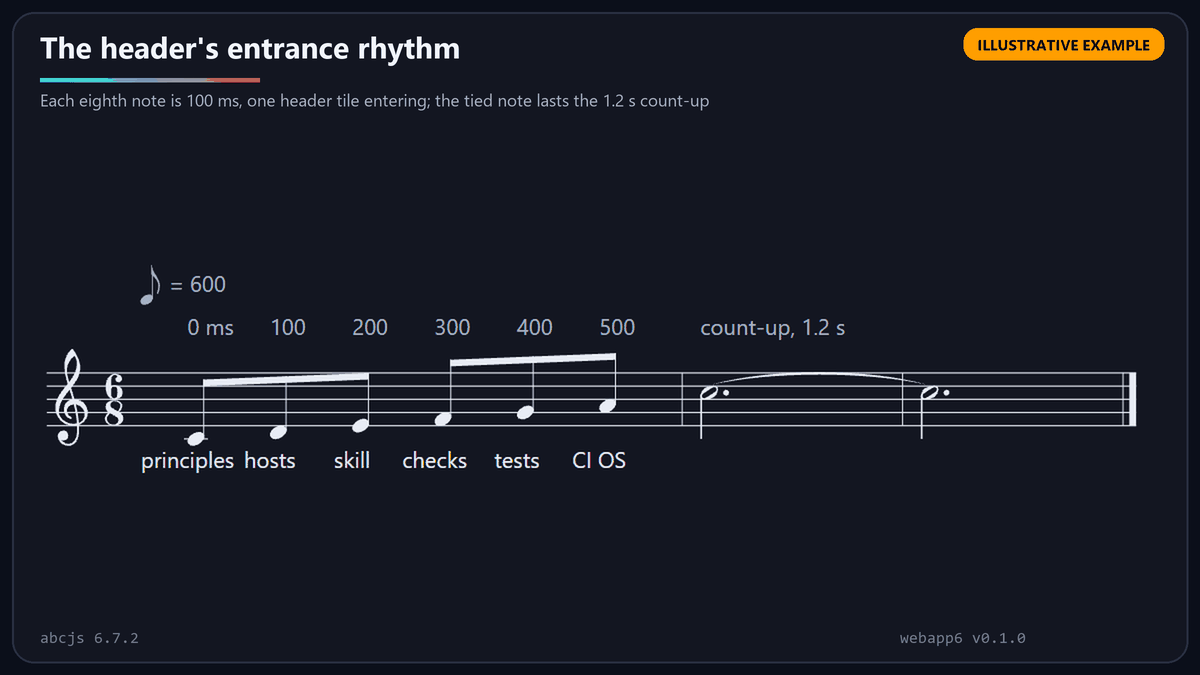 The header's entrance rhythm
ILLUSTRATIVE EXAMPLE
Each eighth note is 100 ms, one header tile entering; the tied note lasts the 1.2 s count-up
= 600
0 ms 100 200 300 400 500 count-up, 1.2 s
6
8
principles hosts skill checks tests CI OS
abcjs 6.7.2
webapp6 v0.1.0